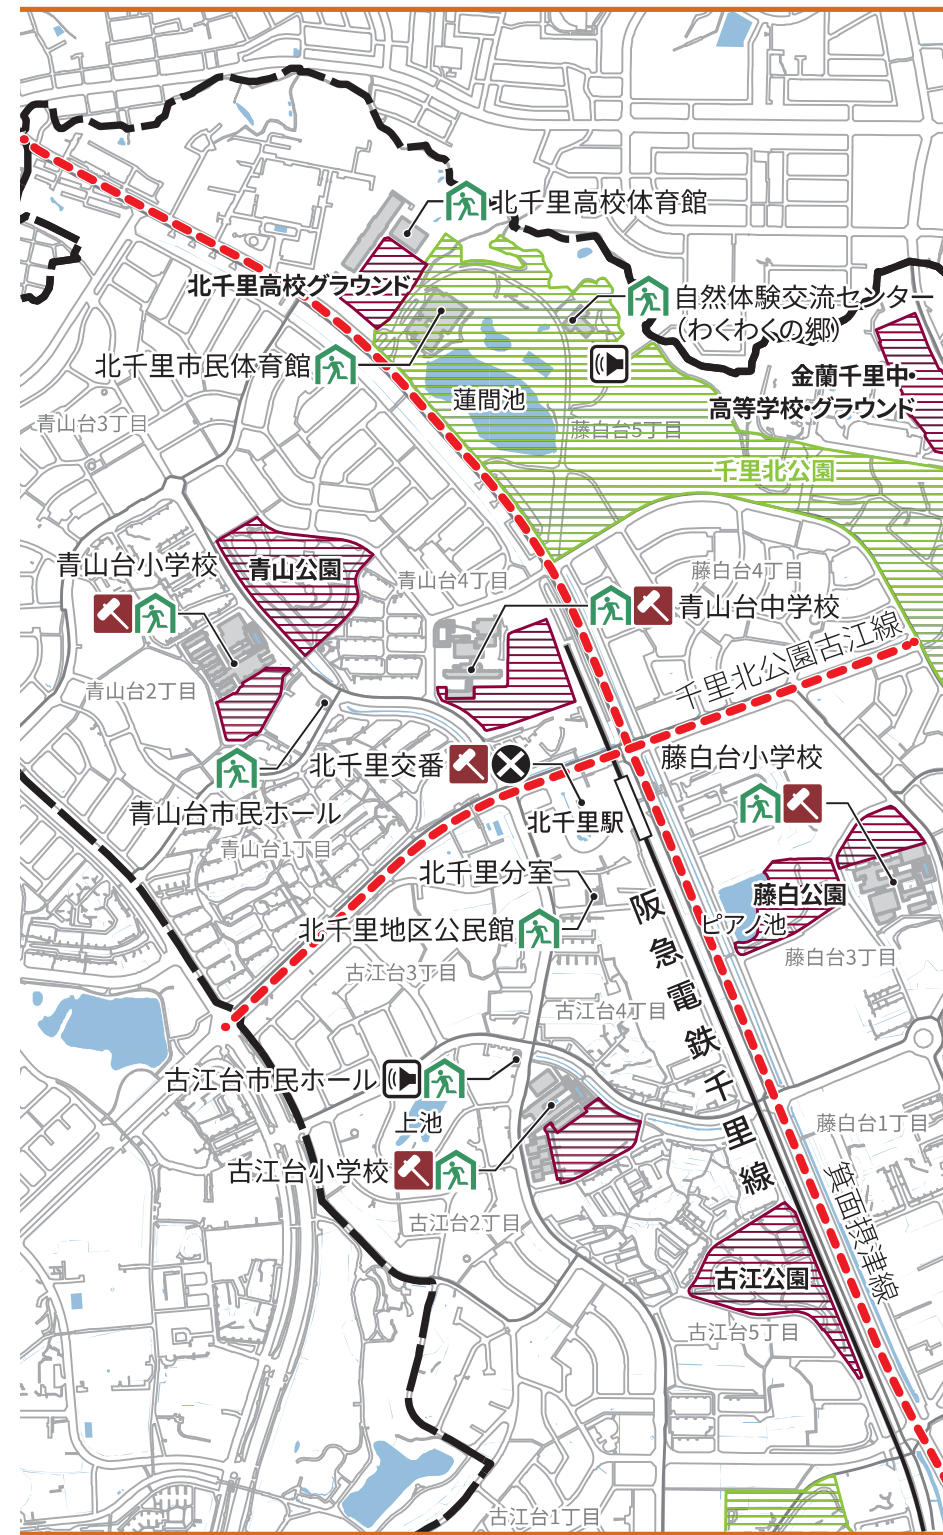 北千里高校体育館
北千里高校グラウンド
自然体験交流センター
(わくわくの郷)
北千里市民体育館
金蘭千里中・
高等学校・グラウンド
蓮間池
青山台3丁目
藤白台5丁目
千里北公園
青山台小学校
青山公園
青山台4丁目
藤白台4丁目
青山台中学校
千里北公園古江線
青山台2丁目
北千里交番
藤白台小学校
青山台市民ホール
北千里駅
青山台1丁目
北千里分室
阪急電鉄千里線
藤白公園
ピアノ池
北千里地区公民館
藤白台3丁目
古江台3丁目
古江台4丁目
古江台市民ホール
上池
藤白台1丁目
古江台小学校
箕面摂津線
古江台2丁目
古江公園
古江台5丁目
古江台1丁目